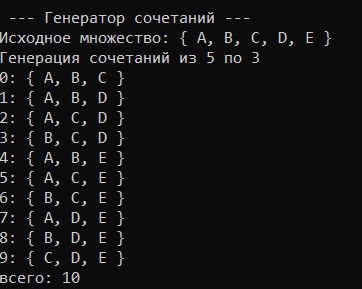 --- Генератор сочетаний ---
Исходное множество: { A, B, C, D, E }
Генерация сочетаний из 5 по 3
0: { A, B, C }
1: { A, B, D }
2: { A, C, D }
3: { B, C, D }
4: { A, B, E }
5: { A, C, E }
6: { B, C, E }
7: { A, D, E }
8: { B, D, E }
9: { C, D, E }
всего: 10